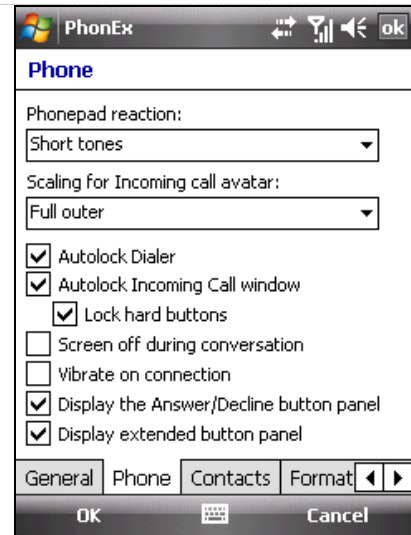 PhonEx
ok
Phone
Phonepad reaction:
Short tones
Scaling for Incoming call avatar:
Full outer
Autolock Dialer
Autolock Incoming Call window
Lock hard buttons
Screen off during conversation
Vibrate on connection
Display the Answer/Decline button panel
Display extended button panel
General Phone Contacts Format
OK Cancel